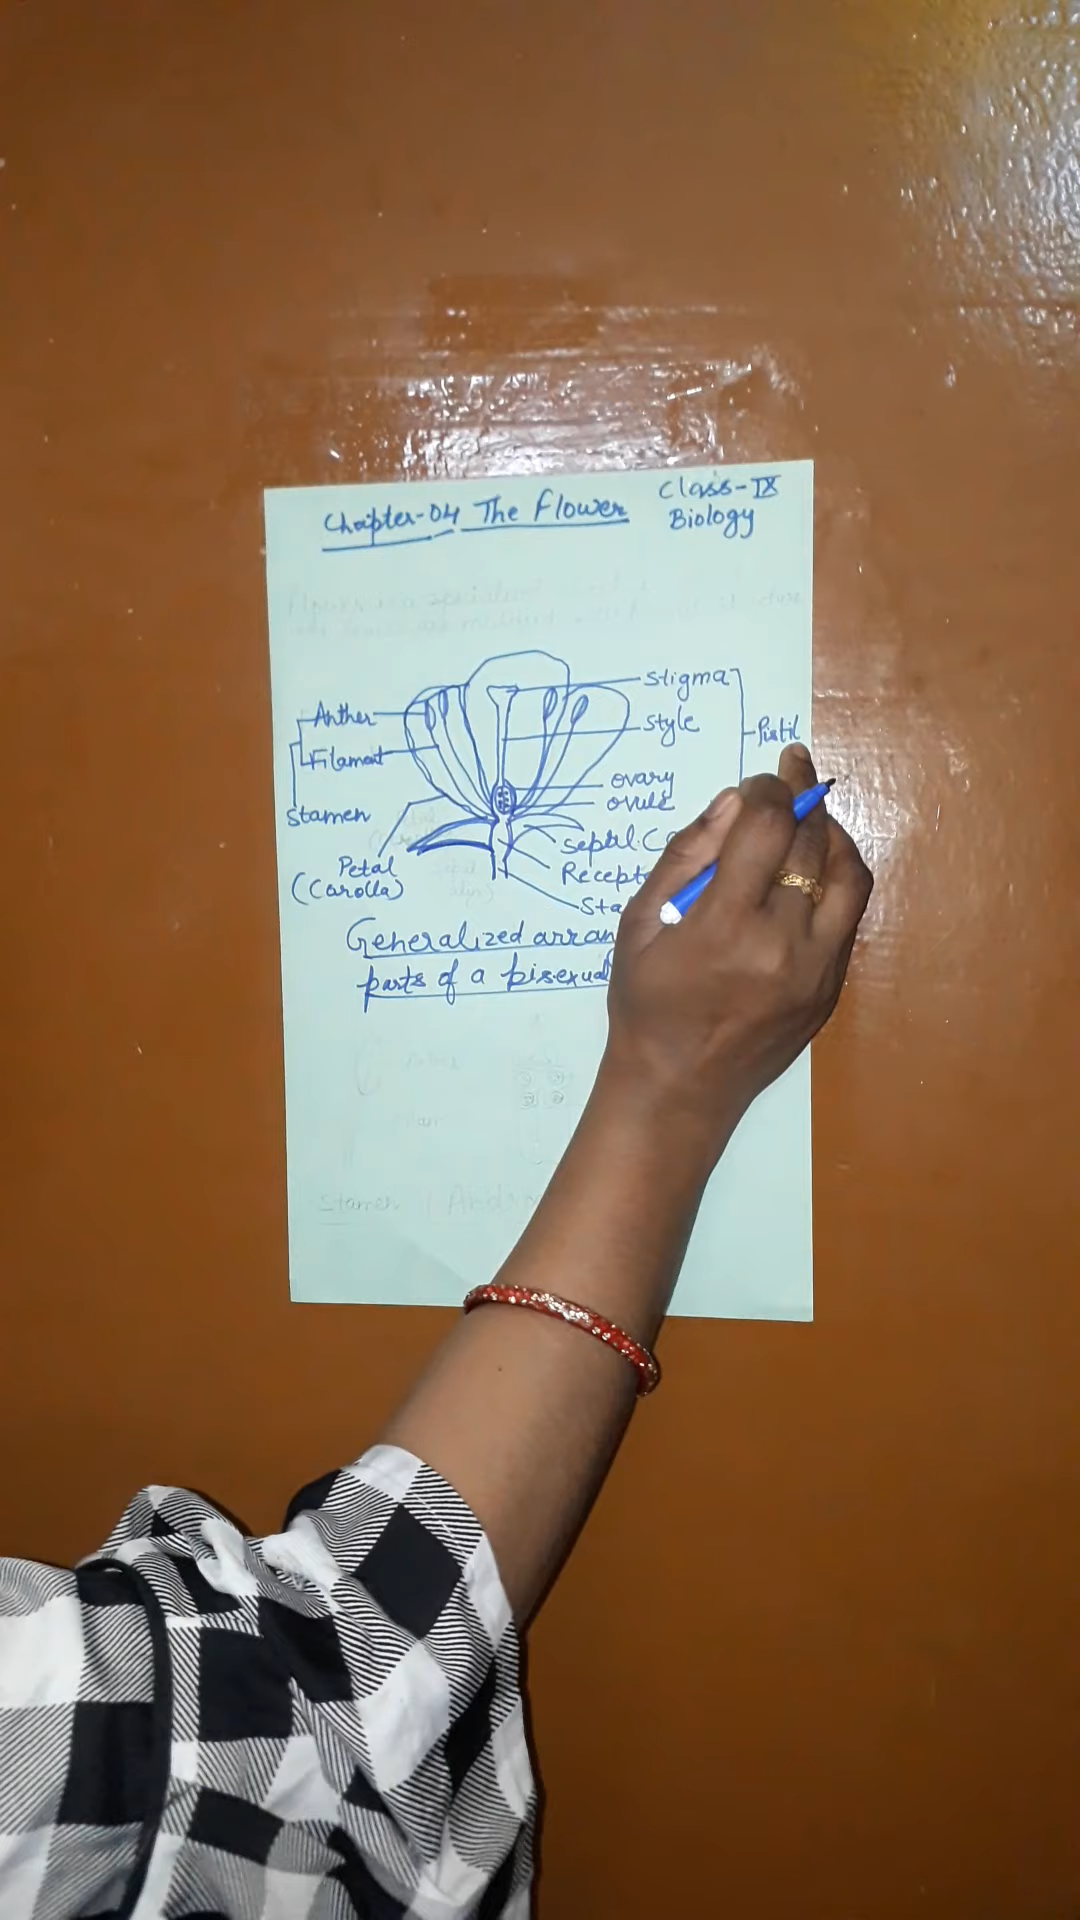 Chapter-04 The Flower
Class-IX
Biology
Stigma
Anther
style
Pistil
Filament
ovary
ovule
Stamen
Petal
(Carolla)
Generalized
parts of a bisexual
Stamen